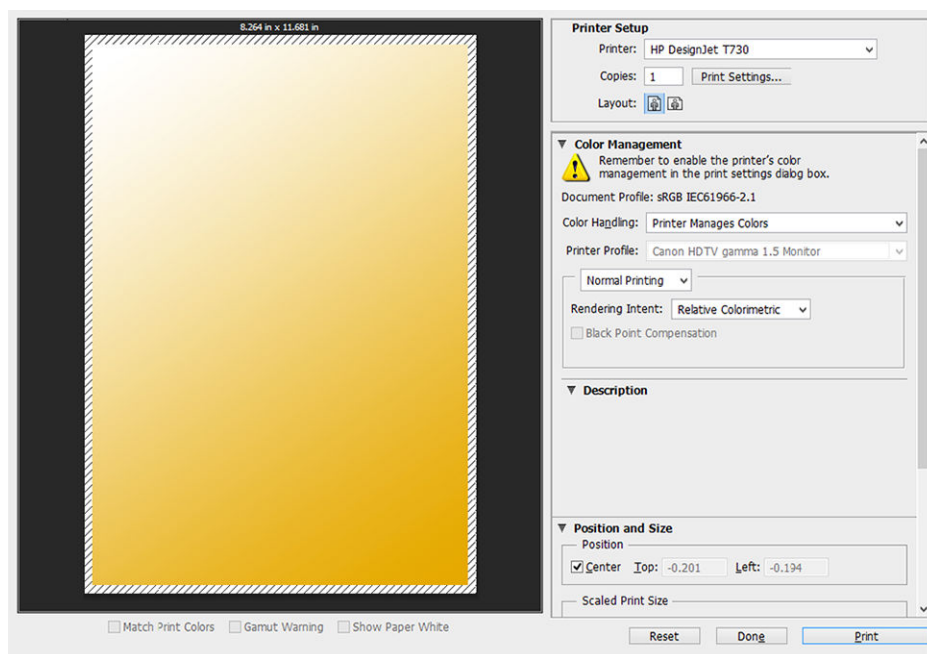 8.264 in x 11.681 in
Printer Setup
Printer: HP DesignJet T730
Copies: 1 Print Settings...
Layout:
Color Management
Remember to enable the printer's color
management in the print settings dialog box.
Document Profile: sRGB IEC61966-2.1
Color Handling: Printer Manages Colors
Printer Profile: Canon HDTV gamma 1.5 Monitor
Normal Printing
Rendering Intent: Relative Colorimetric
Black Point Compensation
Description
Position and Size
Position
Center Top: -0.201 Left: -0.194
Scaled Print Size
Match Print Colors Gamut Warning Show Paper White
Reset Done Print